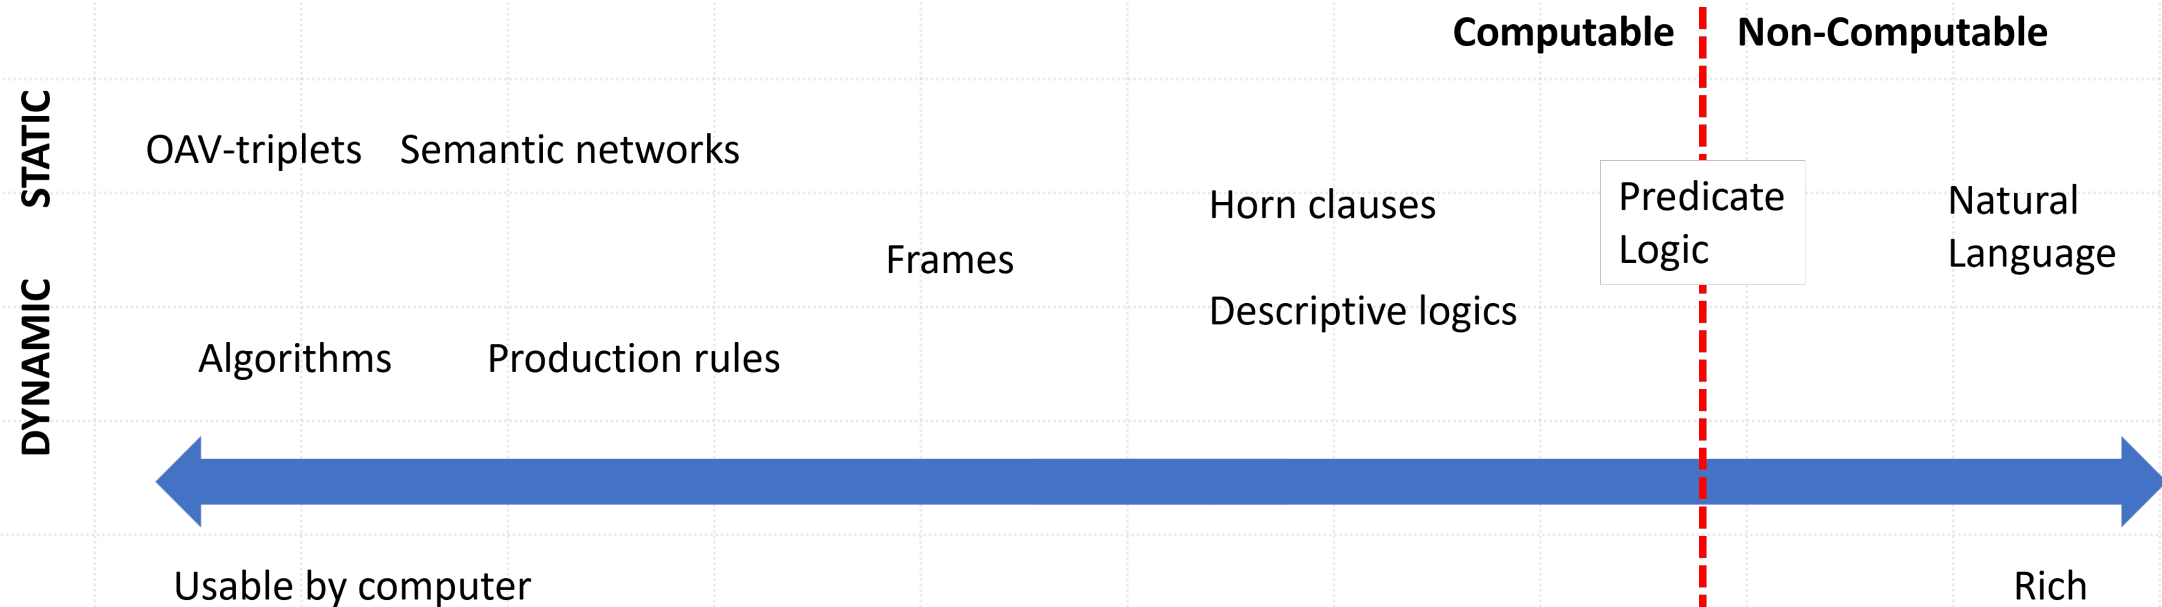 Computable
Non-Computable
STATIC
OAV-triplets
Semantic networks
Horn clauses
Predicate
Logic
Natural
Language
Frames
DYNAMIC
Descriptive logics
Algorithms
Production rules
Usable by computer
Rich